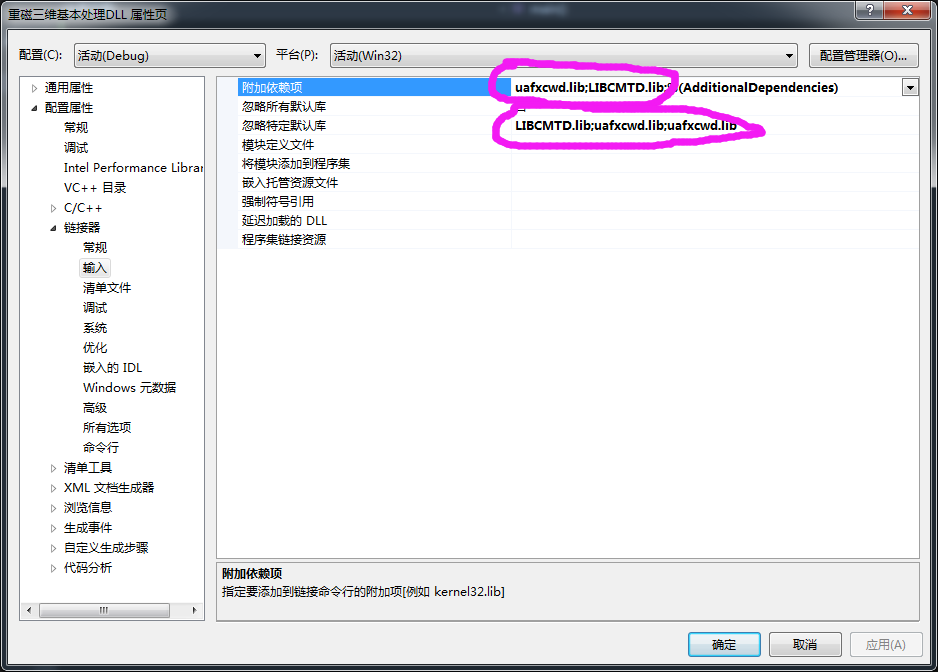 重磁三维基本处理DLL 属性页
配置(C): 活动(Debug) 平台(P): 活动(Win32) 配置管理器(O)...
通用属性
配置属性
常规
调试
Intel Performance Librar
VC++ 目录
C/C++
链接器
常规
输入
清单文件
调试
系统
优化
嵌入的 IDL
Windows 元数据
高级
所有选项
命令行
清单工具
XML 文档生成器
浏览信息
生成事件
自定义生成步骤
代码分析
附加依赖项 uafxcwd.lib;LIBCMTD.lib;%(AdditionalDependencies)
忽略所有默认库
忽略特定默认库 LIBCMTD.lib;uafxcwd.lib;uafxcwd.lib
模块定义文件
将模块添加到程序集
嵌入托管资源文件
强制符号引用
延迟加载的 DLL
程序集链接资源
附加依赖项
指定要添加到链接命令行的附加项[例如 kernel32.lib]
确定 取消 应用(A)